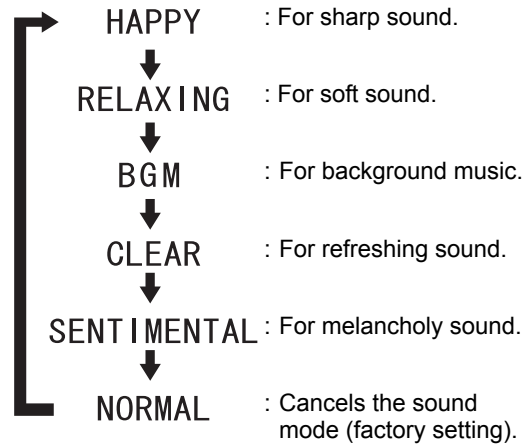 HAPPY : For sharp sound.
RELAXING : For soft sound.
BGM : For background music.
CLEAR : For refreshing sound.
SENTIMENTAL : For melancholy sound.
NORMAL : Cancels the sound
mode (factory setting).